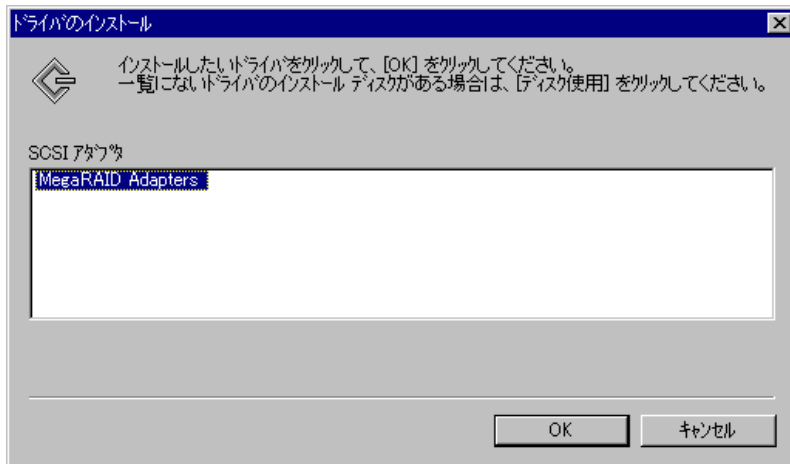 ドライバのインストール
インストールしたいドライバをクリックして、[OK] をクリックしてください。
一覧にないドライバのインストール ディスクがある場合は、[ディスク使用] をクリックしてください。
SCSI アダプタ
MegaRAID Adapters
OK
キャンセル